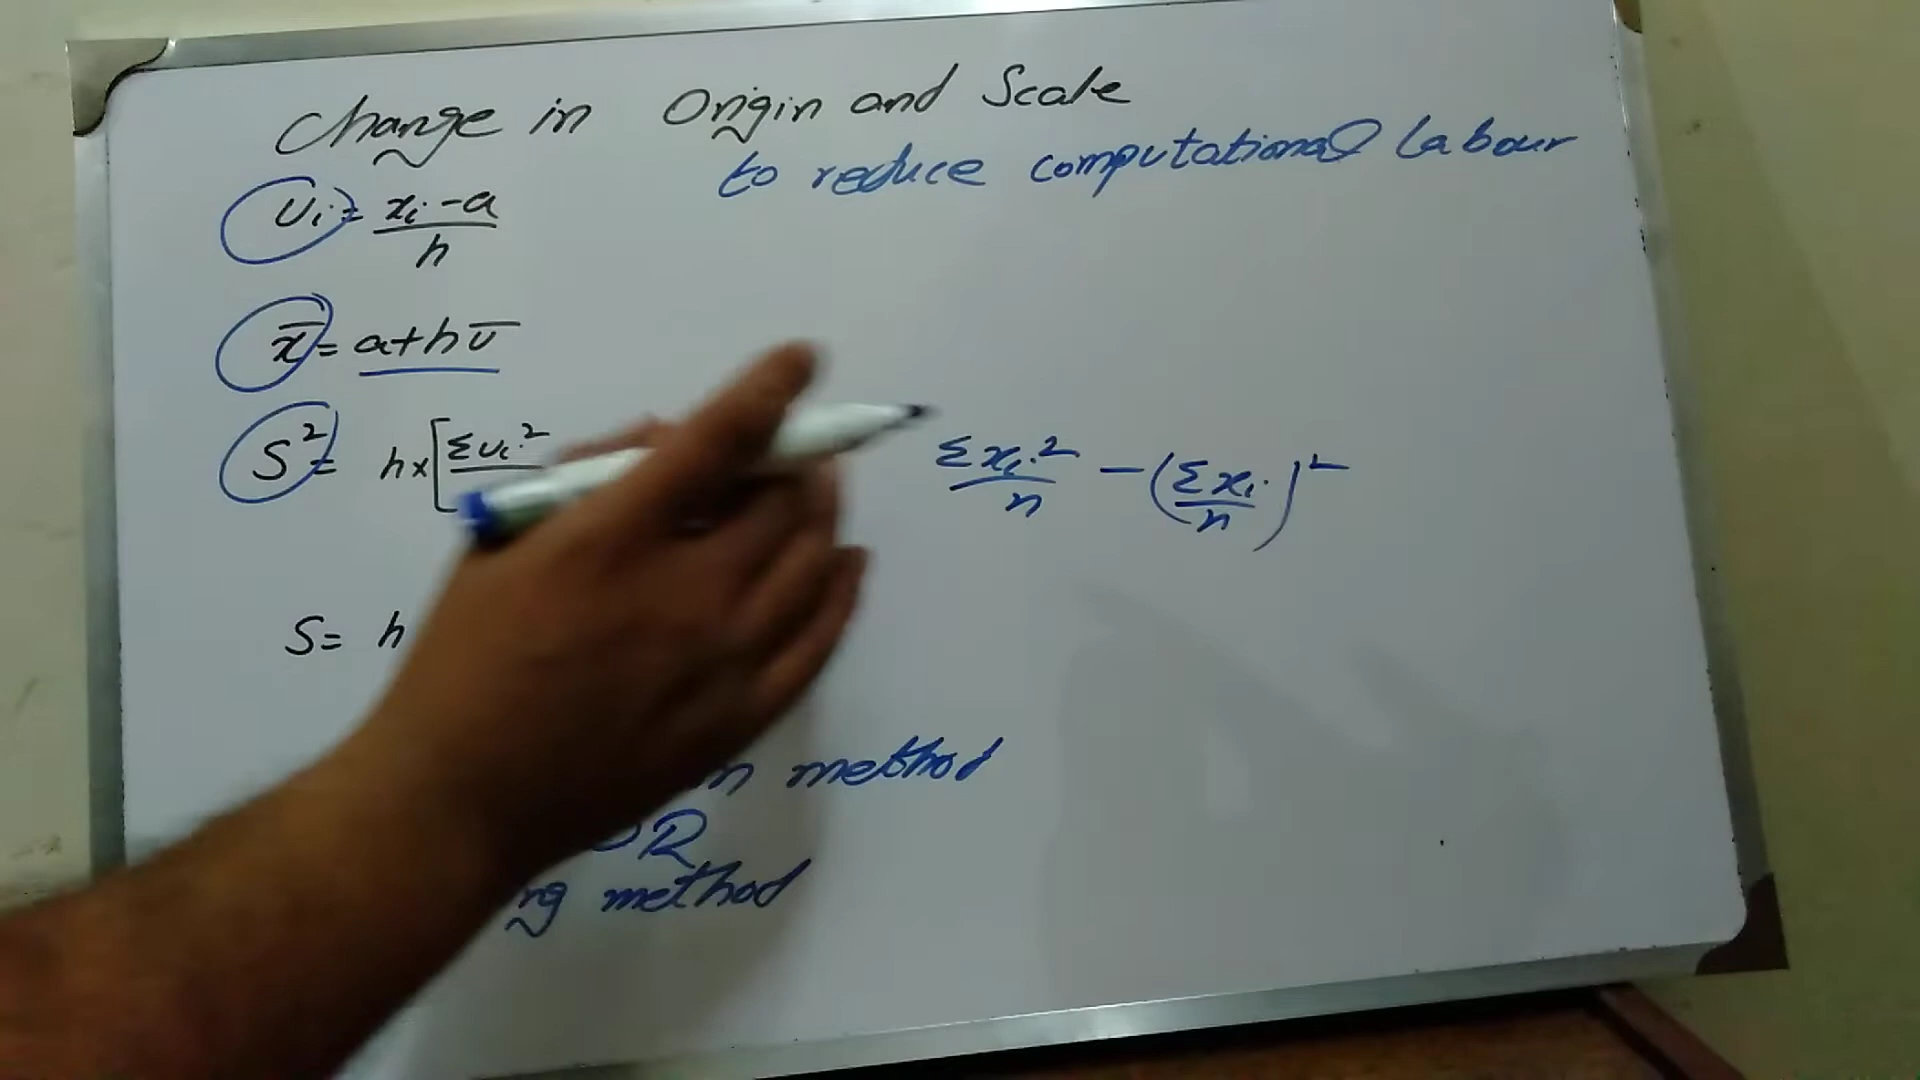 Change in Origin and Scale
to reduce computational labour
Ui = xi - a / h
x̄ = a + hū
S² = h × [ Σui² Σxi² / n - ( Σxi / n )²
S = h
method
OR
method